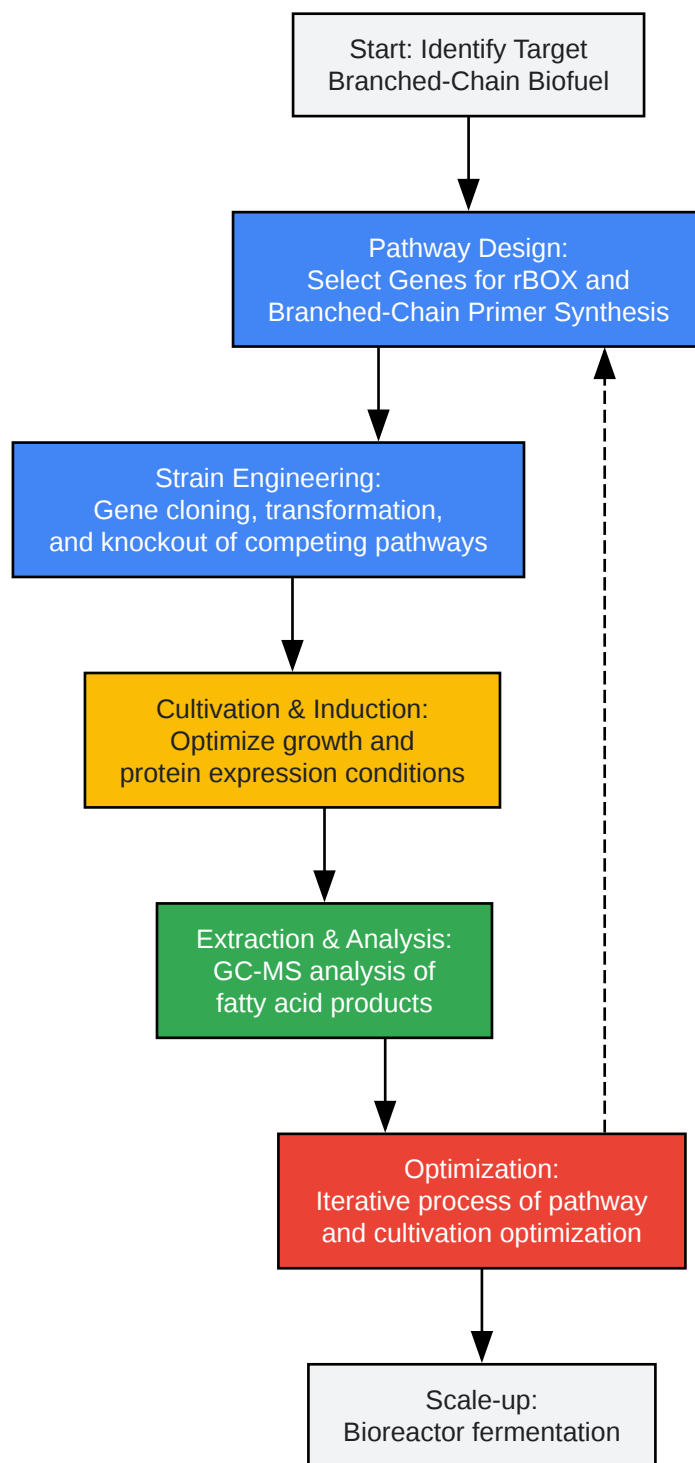 Start: Identify Target
Branched-Chain Biofuel
Pathway Design:
Select Genes for rBOX and
Branched-Chain Primer Synthesis
Strain Engineering:
Gene cloning, transformation,
and knockout of competing pathways
Cultivation & Induction:
Optimize growth and
protein expression conditions
Extraction & Analysis:
GC-MS analysis of
fatty acid products
Optimization:
Iterative process of pathway
and cultivation optimization
Scale-up:
Bioreactor fermentation